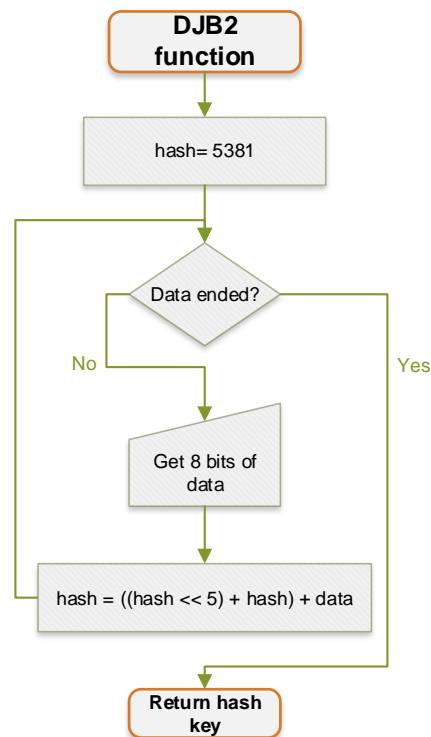 DJB2
function
hash= 5381
Data ended?
No
Yes
Get 8 bits of
data
hash = ((hash << 5) + hash) + data
Return hash
key